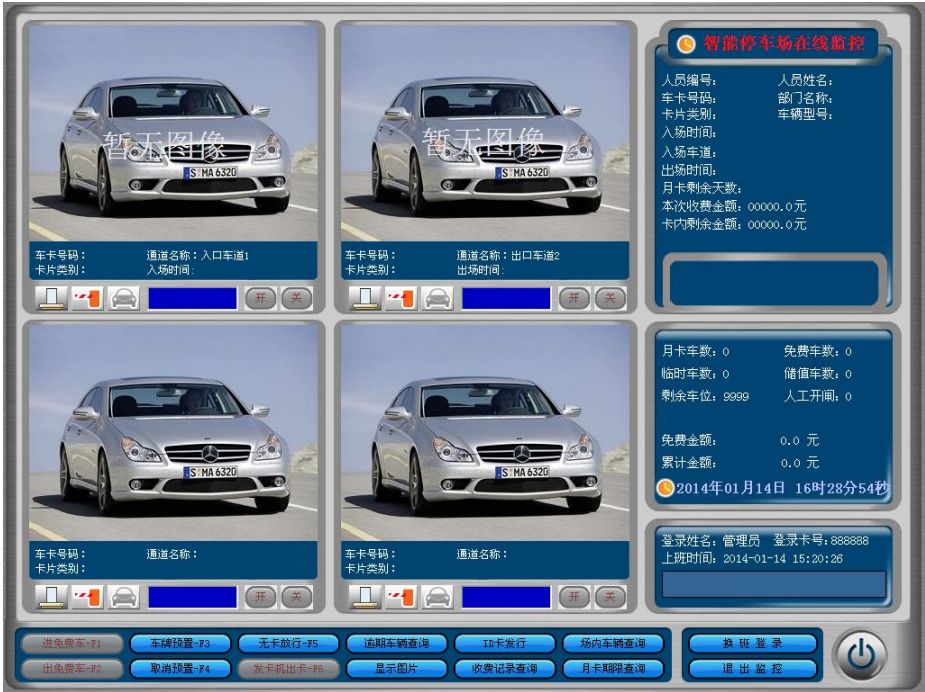 暂无图像
S MA 6320
车卡号码：
通道名称：入口车道1
卡片类别：
入场时间：
开 关
暂无图像
S MA 6320
车卡号码：
通道名称：出口车道2
卡片类别：
出场时间：
开 关
智能停车场在线监控
人员编号： 人员姓名：
车卡号码： 部门名称：
卡片类别： 车辆型号：
入场时间：
入场车道：
出场时间：
月卡剩余天数：
本次收费金额：00000.0元
卡内剩余金额：00000.0元
S MA 6320
车卡号码：
通道名称：
卡片类别：
开 关
S MA 6320
车卡号码：
通道名称：
卡片类别：
开 关
月卡车数：0 免费车数：0
临时车数：0 储值车数：0
剩余车位：9999 人工开闸：0
免费金额： 0.0 元
累计金额： 0.0 元
2014年01月14日 16时28分54秒
登录姓名：管理员 登录卡号:888888
上班时间：2014-01-14 15:20:26
进免费车-F1 车牌预置-F3 无卡放行-F5 逾期车辆查询 ID卡发行 场内车辆查询 换 班 登 录
出免费车-F2 取消预置-F4 发卡机出卡-F6 显示图片 收费记录查询 月卡期限查询 退 出 监 控